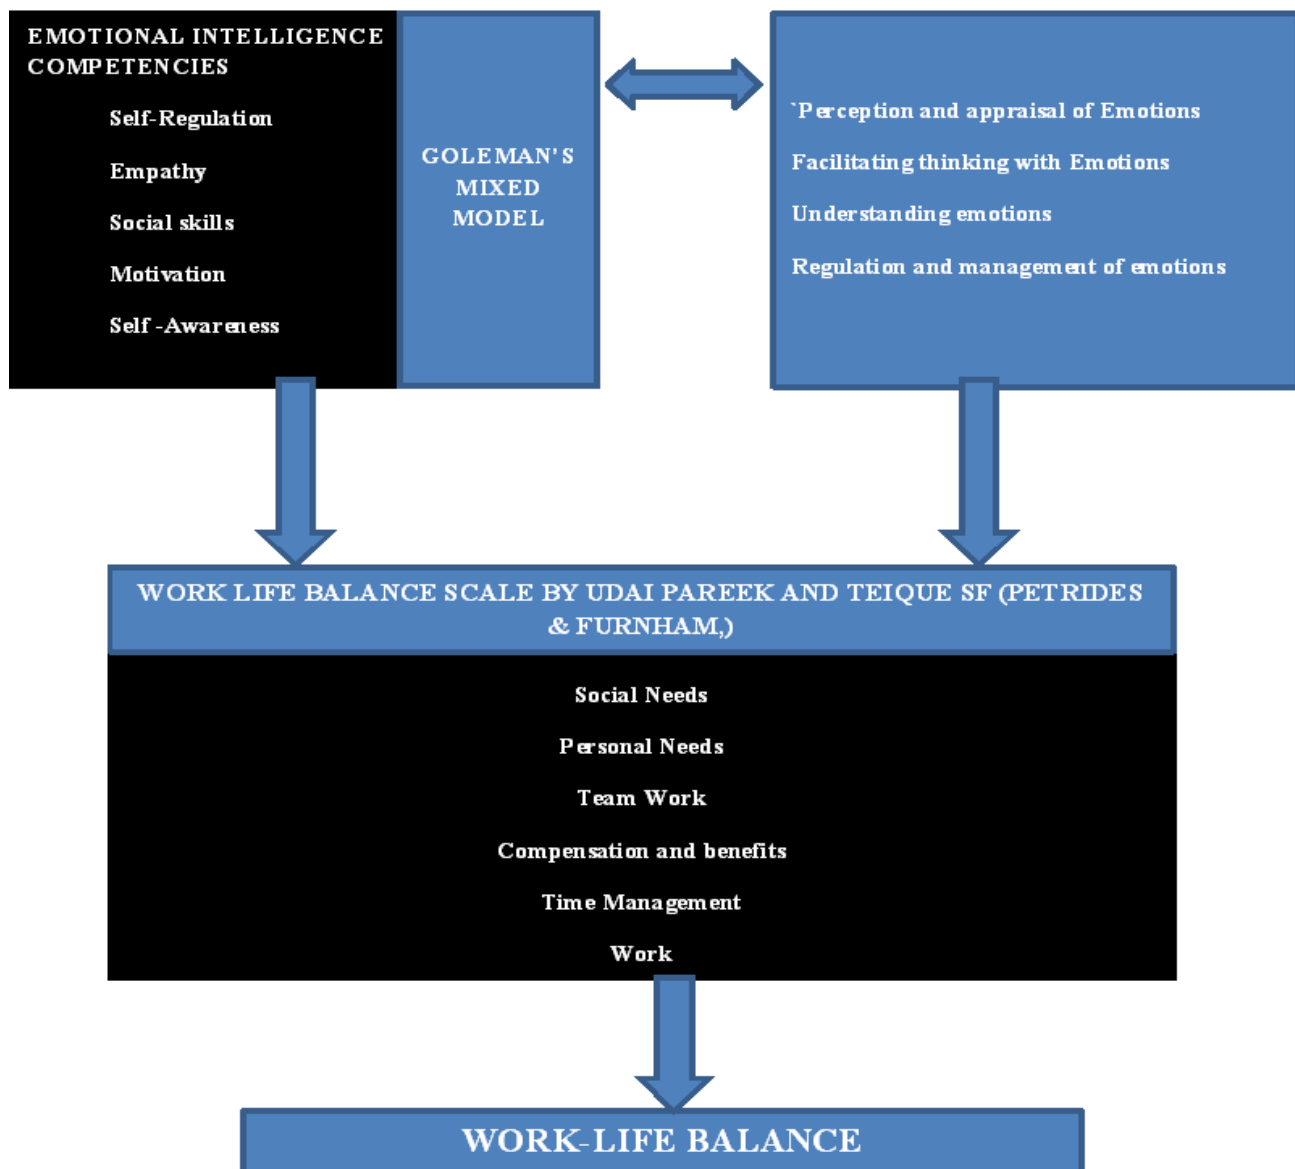 EMOTIONAL INTELLIGENCE
COMPETENCIES
Self-Regulation
Empathy
Social skills
Motivation
Self -Awareness
GOLEMAN'S
MIXED
MODEL
`Perception and appraisal of Emotions
Facilitating thinking with Emotions
Understanding emotions
Regulation and management of emotions
WORK LIFE BALANCE SCALE BY UDAI PAREEK AND TEIQUE SF (PETRIDES
& FURNHAM,)
Social Needs
Personal Needs
Team Work
Compensation and benefits
Time Management
Work
WORK-LIFE BALANCE